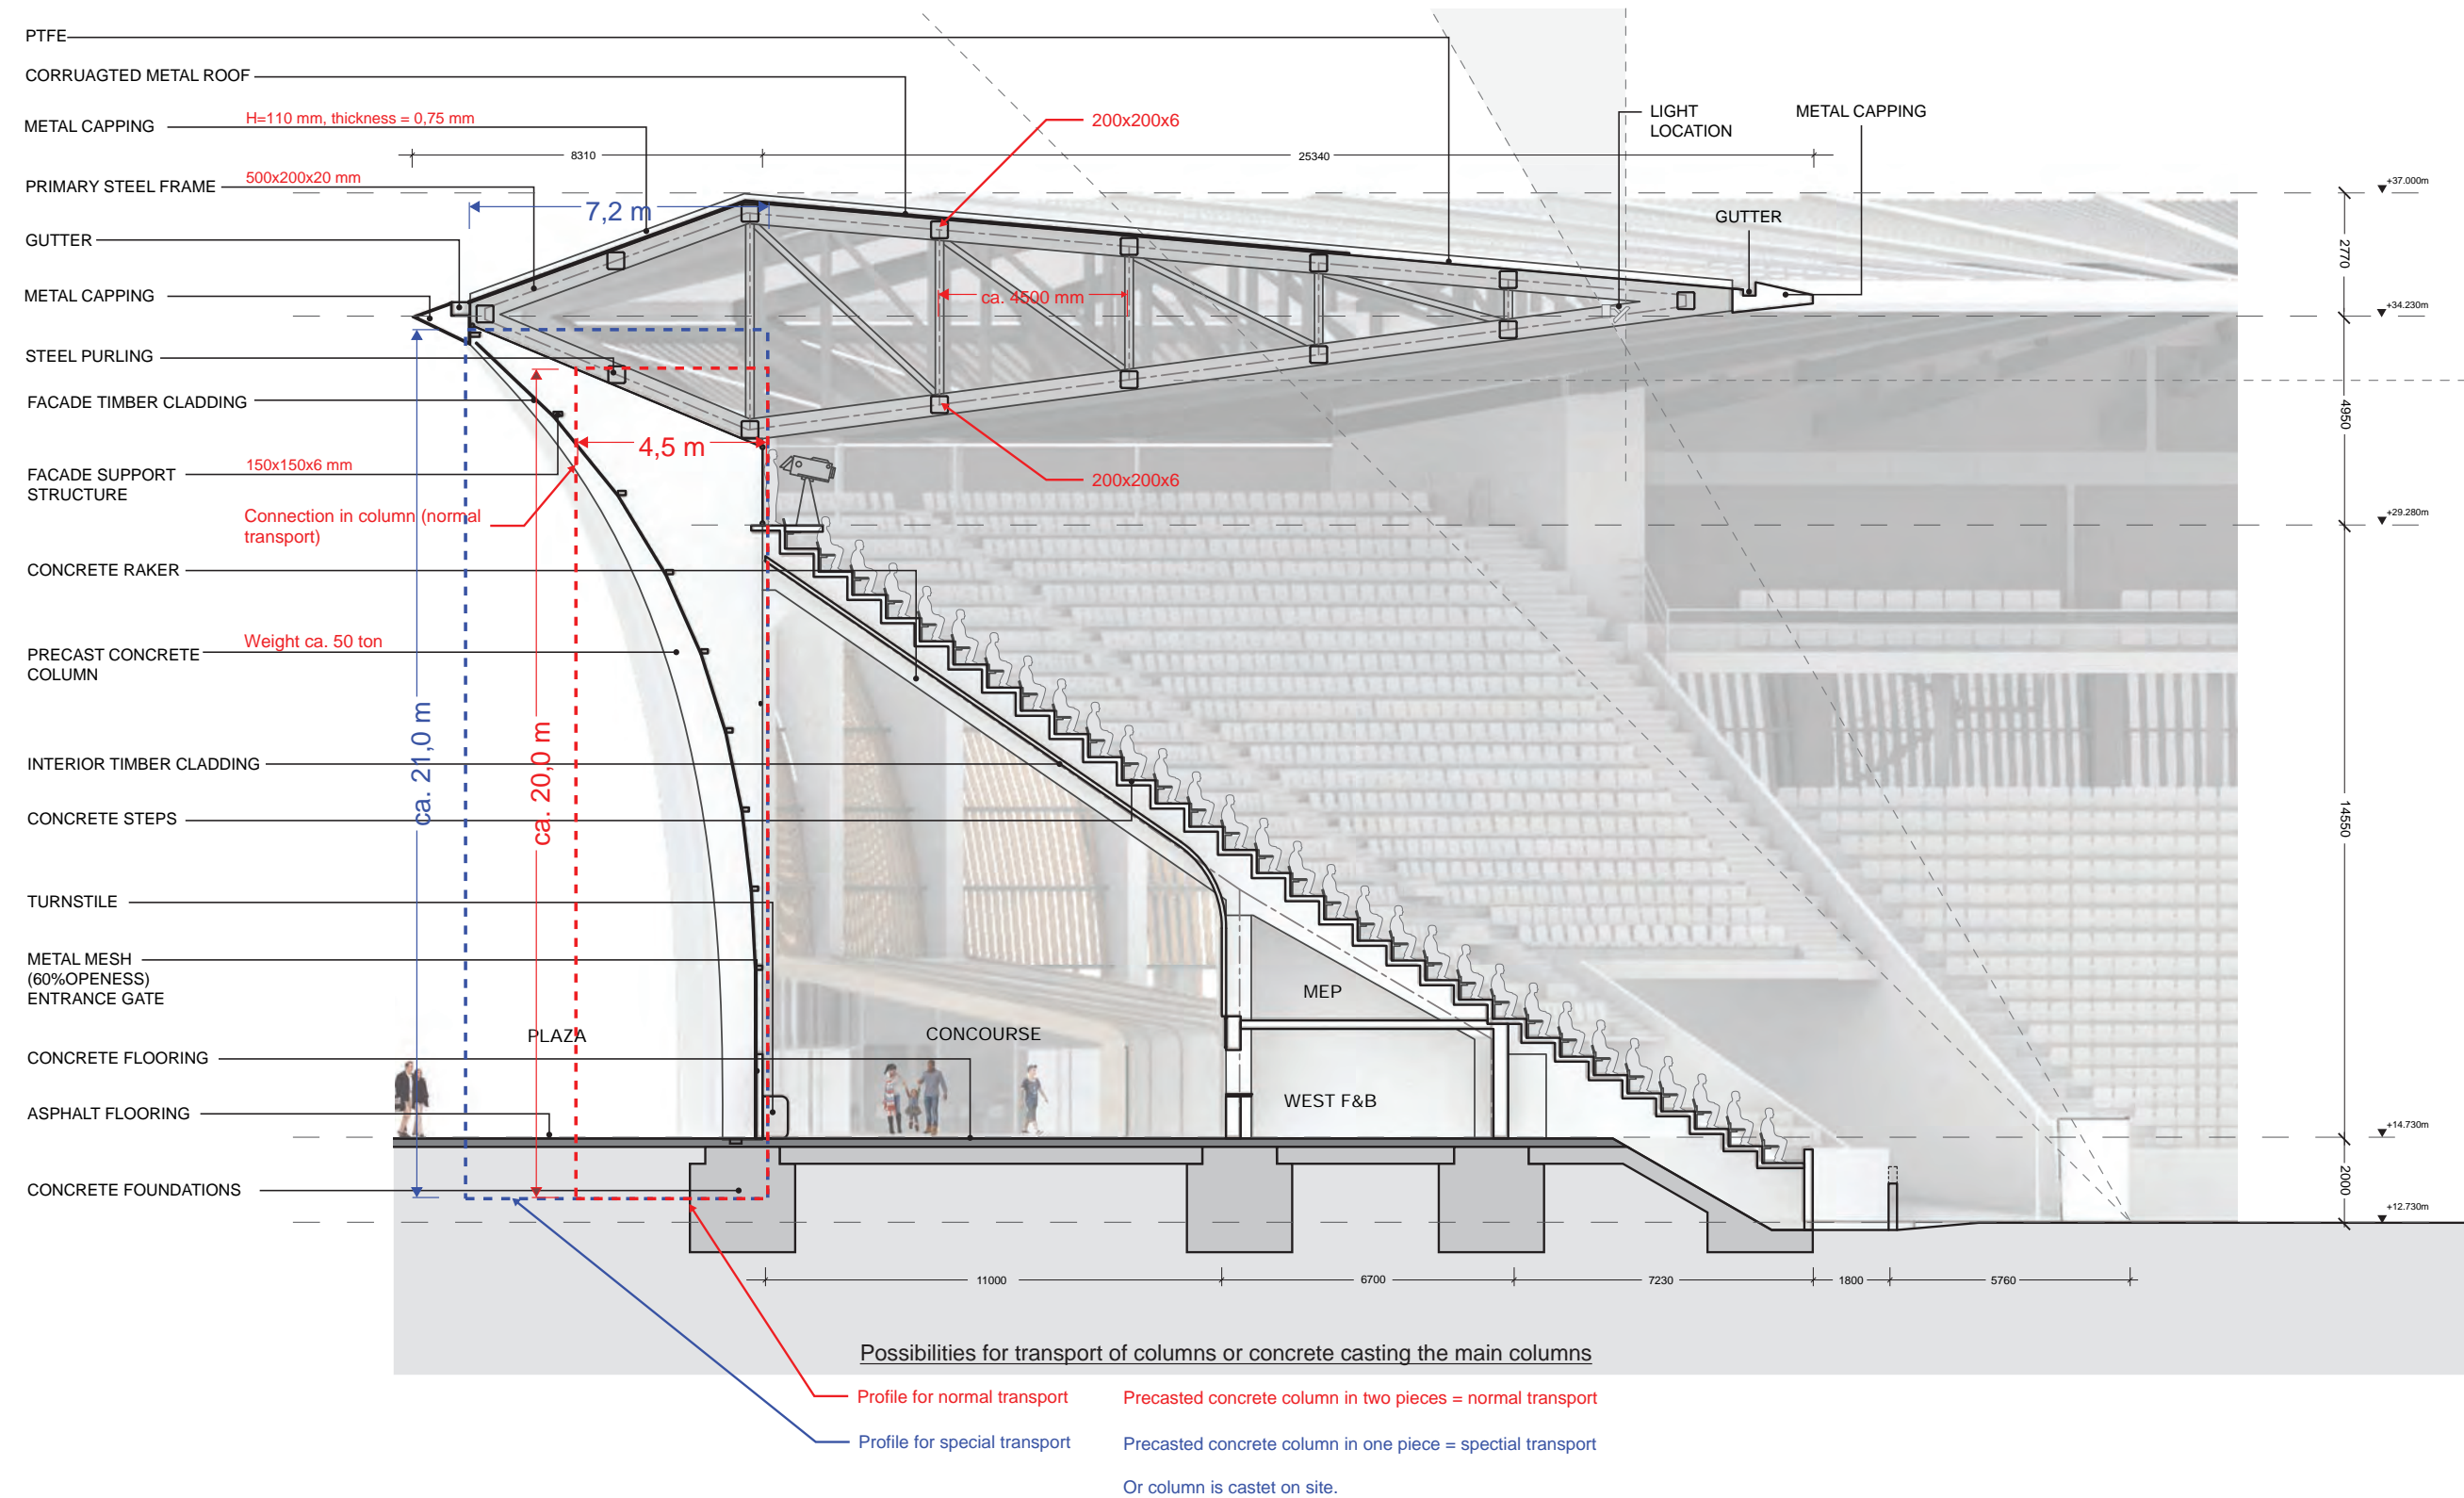 PTFE
CORRUAGTED METAL ROOF
METAL CAPPING
H=110 mm, thickness = 0,75 mm
PRIMARY STEEL FRAME
500x200x20 mm
GUTTER
METAL CAPPING
STEEL PURLING
FACADE TIMBER CLADDING
FACADE SUPPORT
STRUCTURE
150x150x6 mm
Connection in column (normal
transport)
CONCRETE RAKER
PRECAST CONCRETE
COLUMN
Weight ca. 50 ton
INTERIOR TIMBER CLADDING
CONCRETE STEPS
TURNSTILE
METAL MESH
(60%OPENESS)
ENTRANCE GATE
CONCRETE FLOORING
ASPHALT FLOORING
CONCRETE FOUNDATIONS
8310
25340
7,2 m
200x200x6
ca. 4500 mm
4,5 m
200x200x6
ca. 21,0 m
ca. 20,0 m
LIGHT
LOCATION
METAL CAPPING
GUTTER
+37.000m
2770
+34.230m
4950
+29.280m
14550
+14.730m
2000
+12.730m
PLAZA
CONCOURSE
MEP
WEST F&B
11000
6700
7230
1800
5760
Possibilities for transport of columns or concrete casting the main columns
Profile for normal transport
Precasted concrete column in two pieces = normal transport
Profile for special transport
Precasted concrete column in one piece = spectial transport
Or column is castet on site.